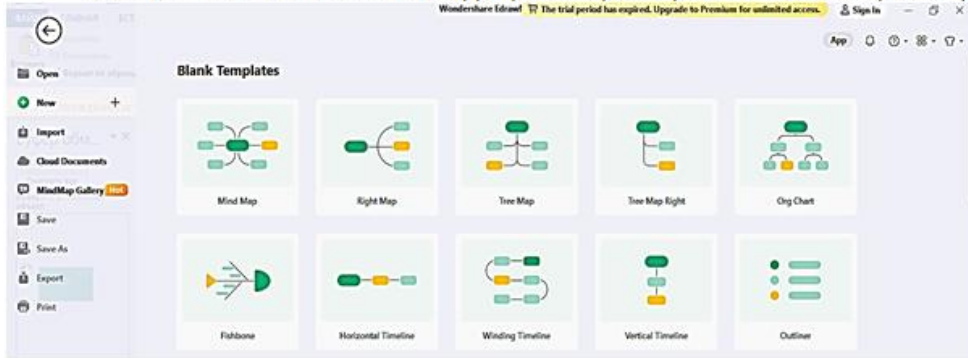 Wondershare Edraw! The trial period has expired. Upgrade to Premium for unlimited access. Sign In
App
Open
New
Import
Cloud Documents
MindMap Gallery Hot
Save
Save As
Export
Print
Blank Templates
Mind Map Right Map Tree Map Tree Map Right Org Chart
Fishbone Horizontal Timeline Winding Timeline Vertical Timeline Outliner